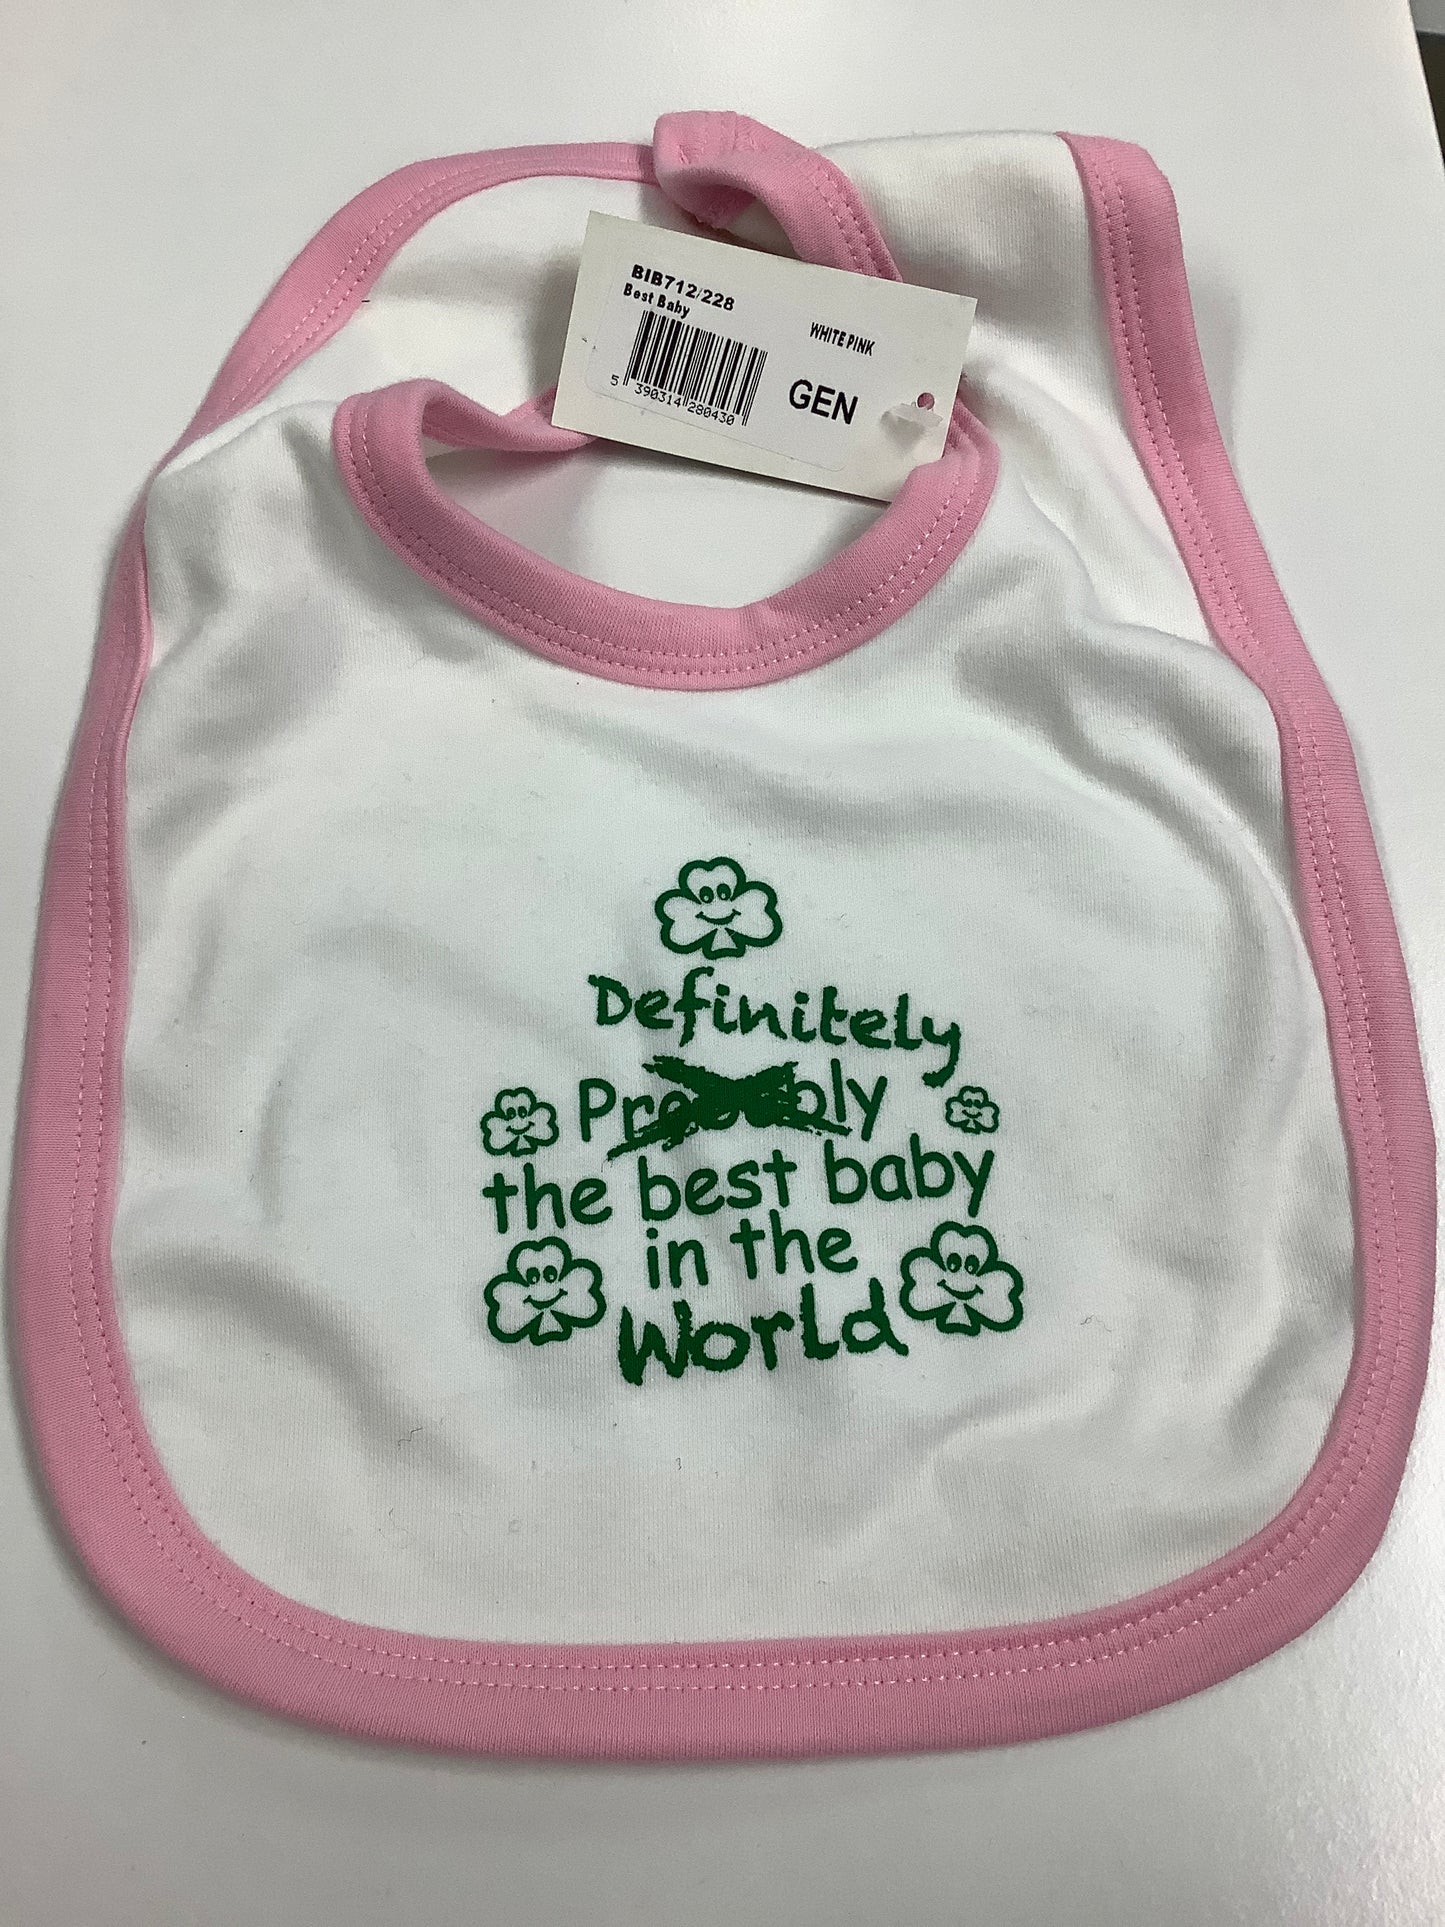 BIB712/228
Best Baby
WHITE PINK
GEN
5 390314 280430
Definitely
Probably
the best baby
in the
World